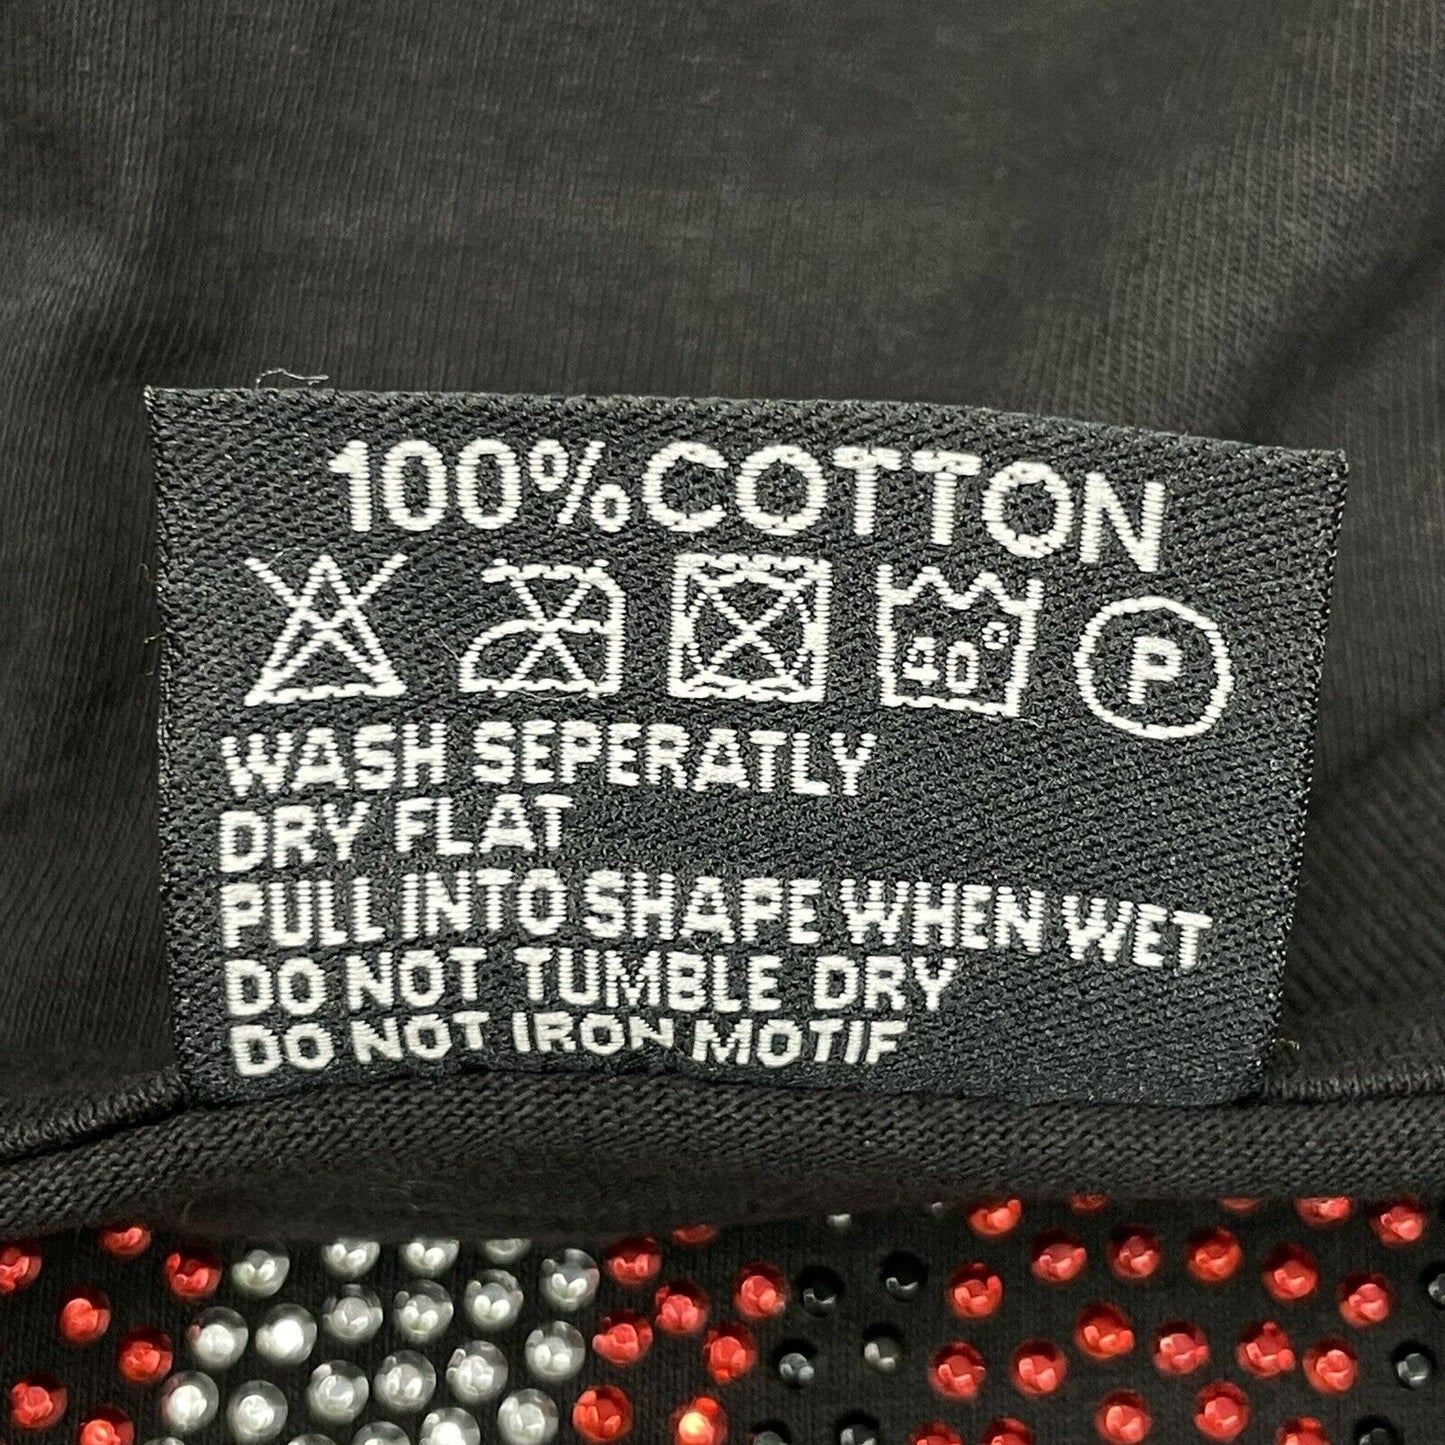 100% COTTON
40° P
WASH SEPERATLY
DRY FLAT
PULL INTO SHAPE WHEN WET
DO NOT TUMBLE DRY
DO NOT IRON MOTIF